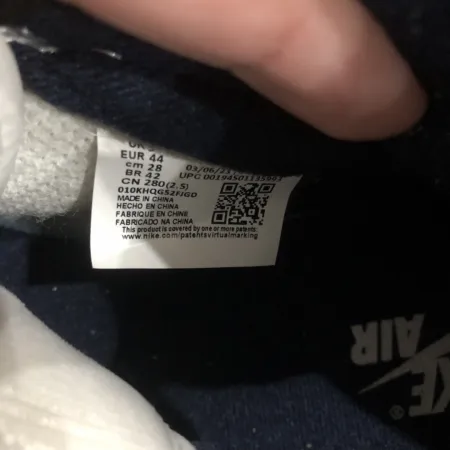 EUR 44
cm 28
BR 42
CN 280(2.5)
010KHQG52FJGD
MADE IN CHINA
HECHO EN CHINA
FABRIQUE EN CHINE
FABRICADO NA CHINA
This product is covered by one or more patents:
www.nike.com/patentsvirtualmarking
03/06/23
UPC
AIR